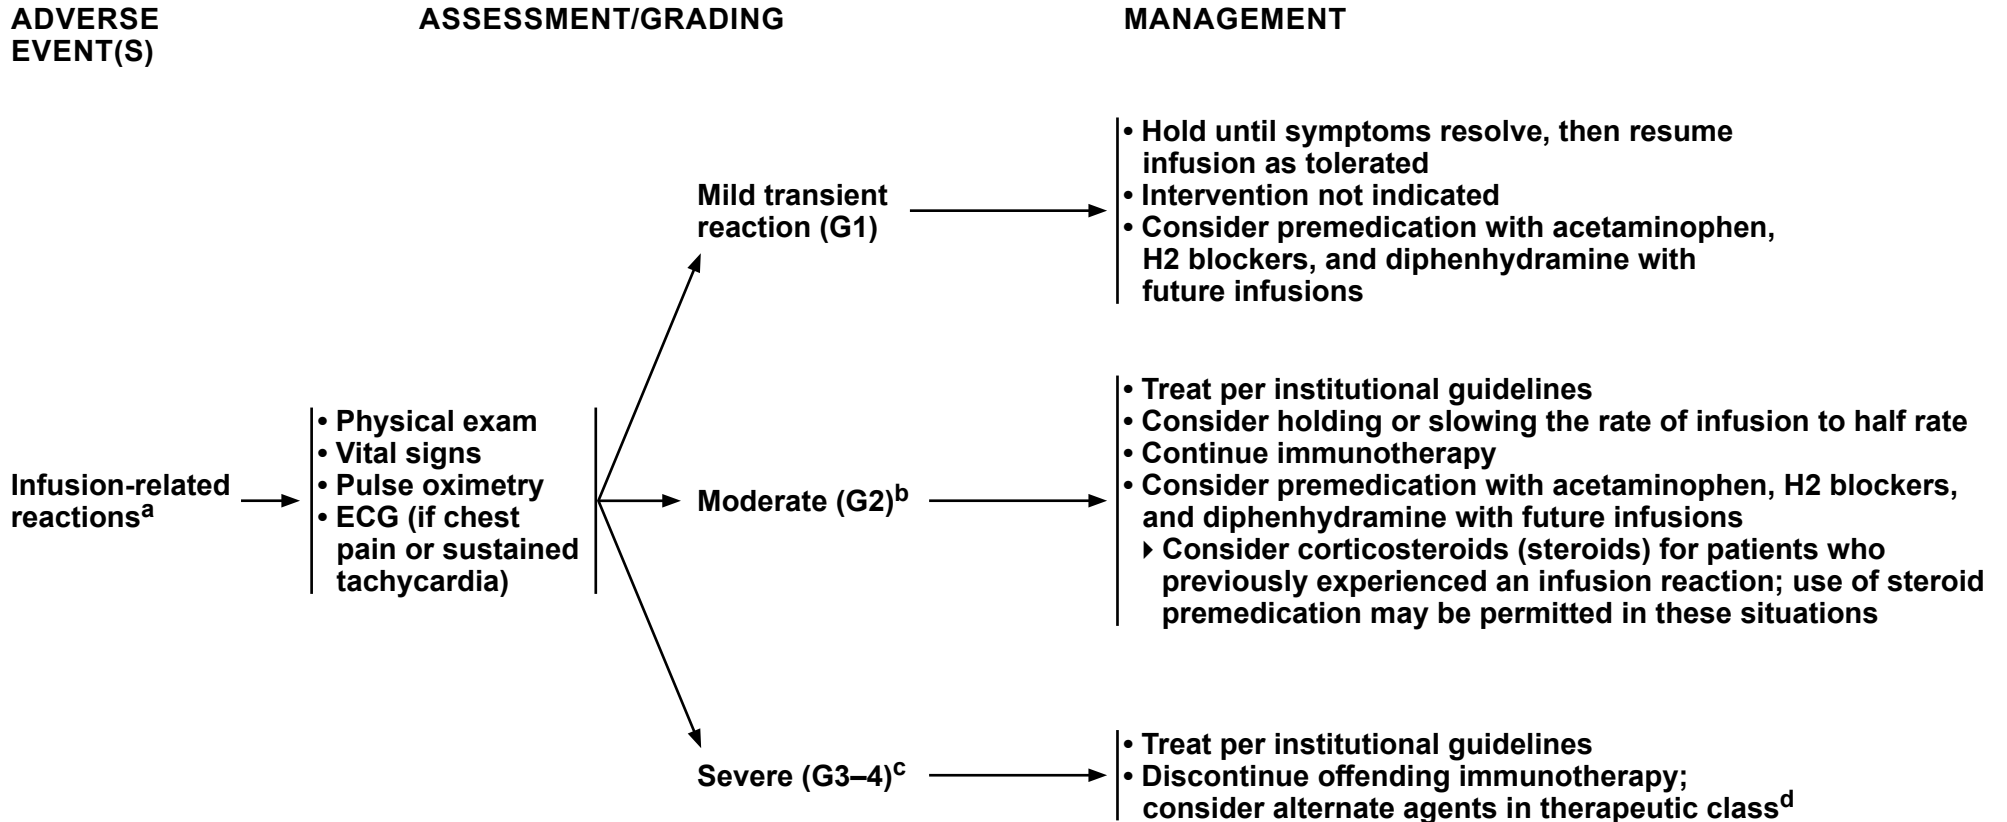 ADVERSE
EVENT(S)
ASSESSMENT/GRADING
MANAGEMENT
Infusion-related
reactionsa
• Physical exam
• Vital signs
• Pulse oximetry
• ECG (if chest
pain or sustained
tachycardia)
Mild transient
reaction (G1)
• Hold until symptoms resolve, then resume
infusion as tolerated
• Intervention not indicated
• Consider premedication with acetaminophen,
H2 blockers, and diphenhydramine with
future infusions
Moderate (G2)b
• Treat per institutional guidelines
• Consider holding or slowing the rate of infusion to half rate
• Continue immunotherapy
• Consider premedication with acetaminophen, H2 blockers,
and diphenhydramine with future infusions
‣ Consider corticosteroids (steroids) for patients who
previously experienced an infusion reaction; use of steroid
premedication may be permitted in these situations
Severe (G3–4)c
• Treat per institutional guidelines
• Discontinue offending immunotherapy;
consider alternate agents in therapeutic classd